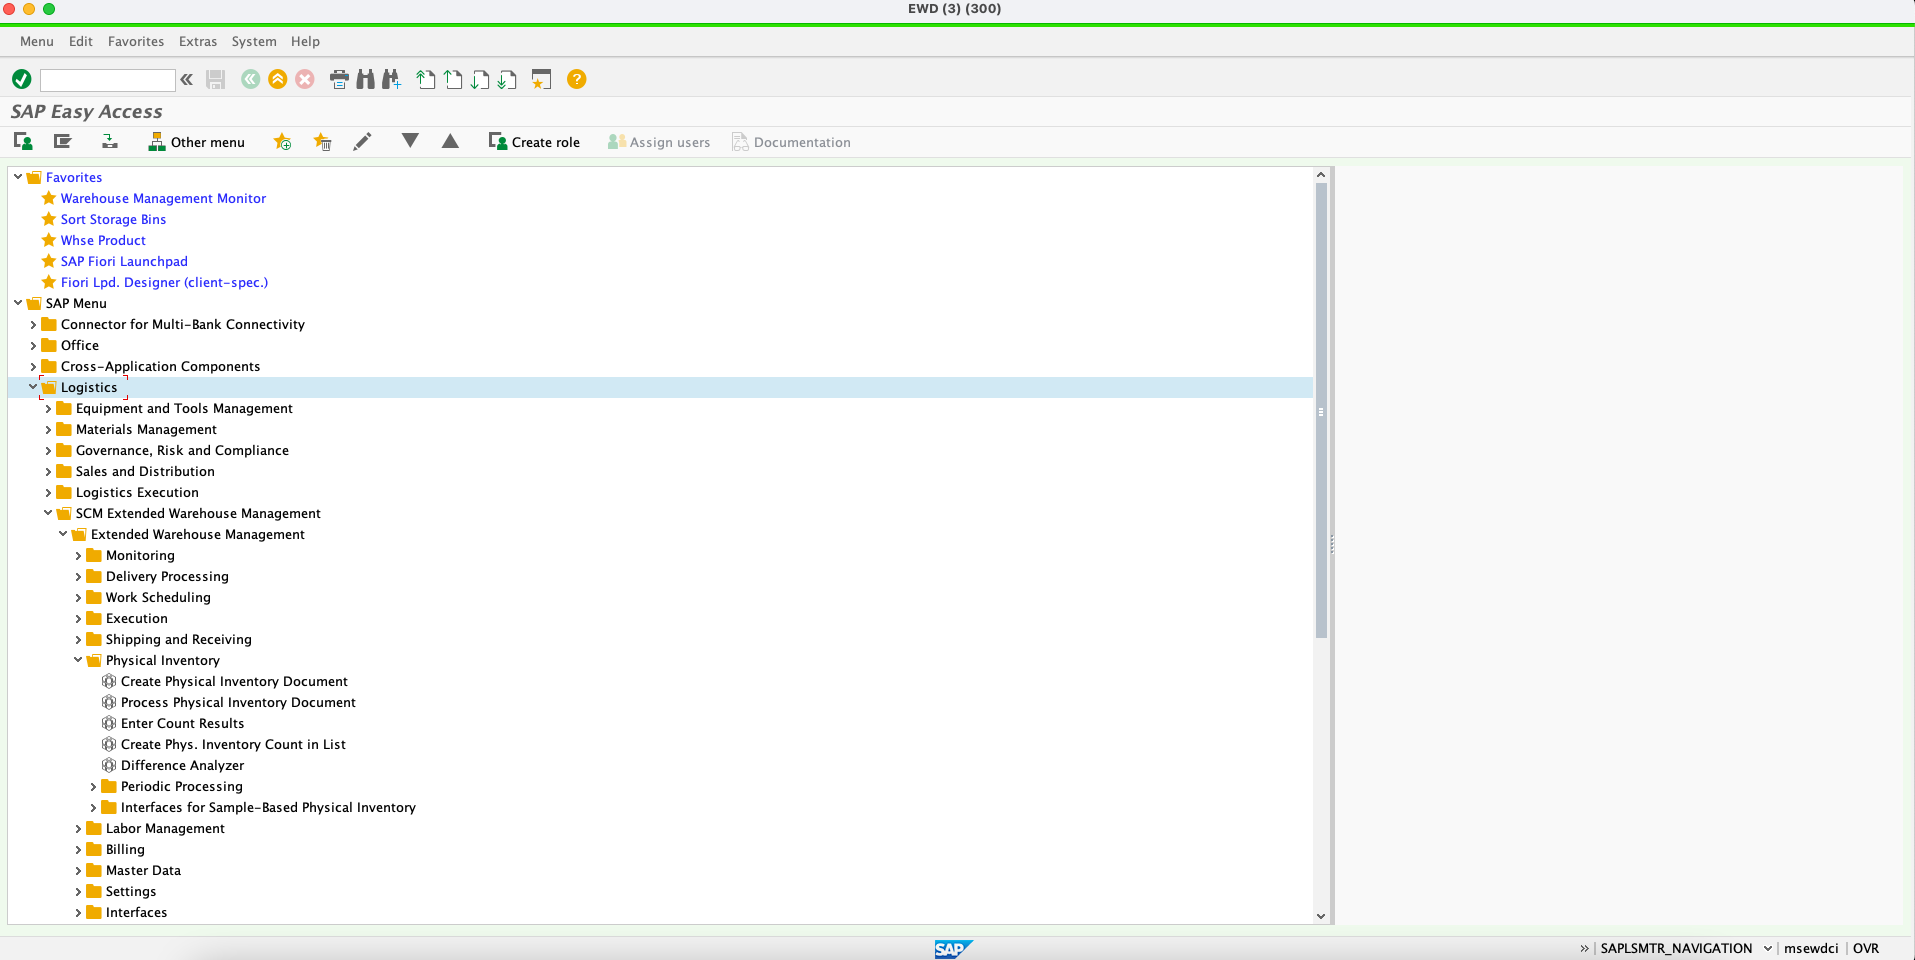 EWD (3) (300)
Menu Edit Favorites Extras System Help
SAP Easy Access
Other menu Create role Assign users Documentation
Favorites
Warehouse Management Monitor
Sort Storage Bins
Whse Product
SAP Fiori Launchpad
Fiori Lpd. Designer (client-spec.)
SAP Menu
Connector for Multi-Bank Connectivity
Office
Cross-Application Components
Logistics
Equipment and Tools Management
Materials Management
Governance, Risk and Compliance
Sales and Distribution
Logistics Execution
SCM Extended Warehouse Management
Extended Warehouse Management
Monitoring
Delivery Processing
Work Scheduling
Execution
Shipping and Receiving
Physical Inventory
Create Physical Inventory Document
Process Physical Inventory Document
Enter Count Results
Create Phys. Inventory Count in List
Difference Analyzer
Periodic Processing
Interfaces for Sample-Based Physical Inventory
Labor Management
Billing
Master Data
Settings
Interfaces
SAP SAPLSMTR_NAVIGATION msewdci OVR